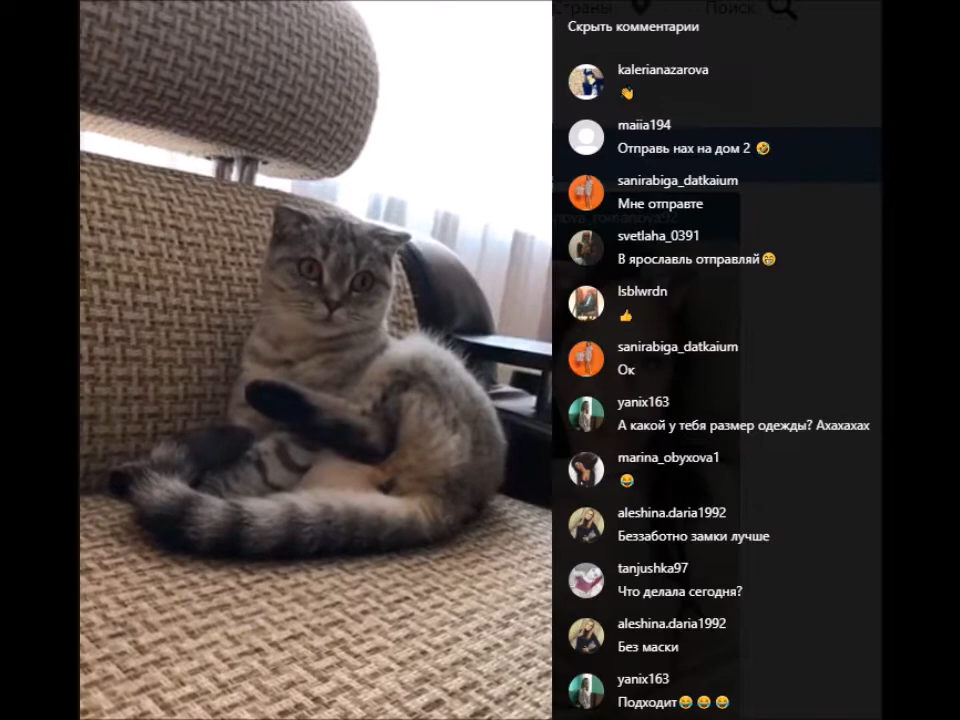 Страны
Поиск
Скрыть комментарии
kalerianazarova
👏
maiia194
Отправь нах на дом 2 🤣
sanirabiga_datkaium
Мне отправте
svetlaha_0391
В ярославль отправляй😁
lsblwrdn
👍
sanirabiga_datkaium
Ок
yanix163
А какой у тебя размер одежды? Ахахахах
marina_obyxova1
😂
aleshina.daria1992
Беззаботно замки лучше
tanjushka97
Что делала сегодня?
aleshina.daria1992
Без маски
yanix163
Подходит😂 😂 😂